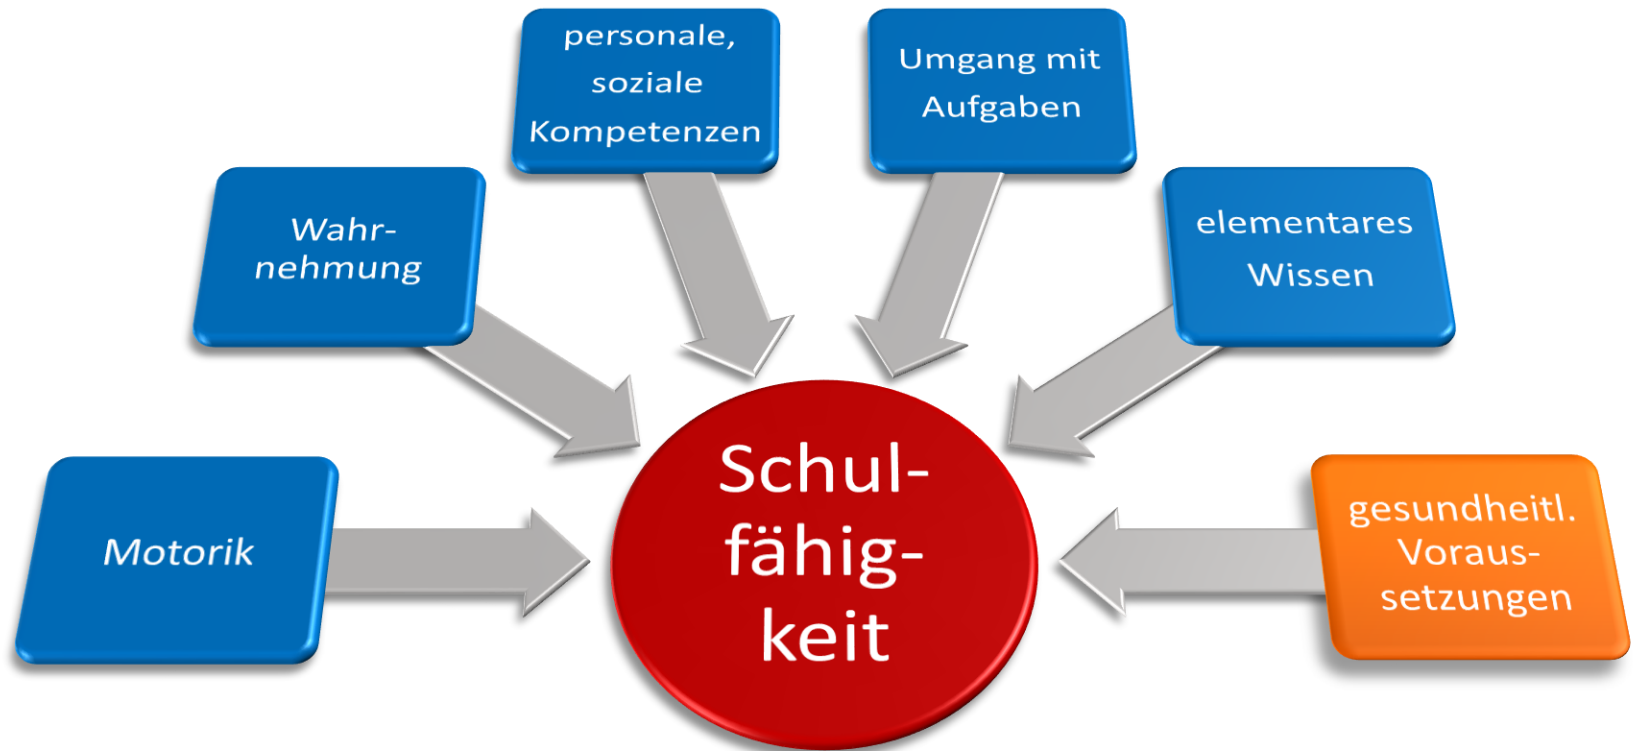 personale,
soziale
Kompetenzen
Umgang mit
Aufgaben
Wahr-
nehmung
elementares
Wissen
Motorik
Schul-
fähig-
keit
gesundheitl.
Voraus-
setzungen